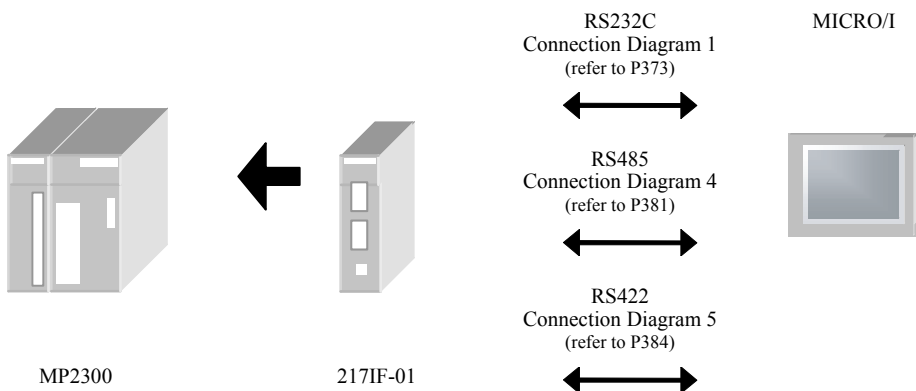 RS232C
Connection Diagram 1
(refer to P373)
MICRO/I
RS485
Connection Diagram 4
(refer to P381)
RS422
Connection Diagram 5
(refer to P384)
MP2300
217IF-01